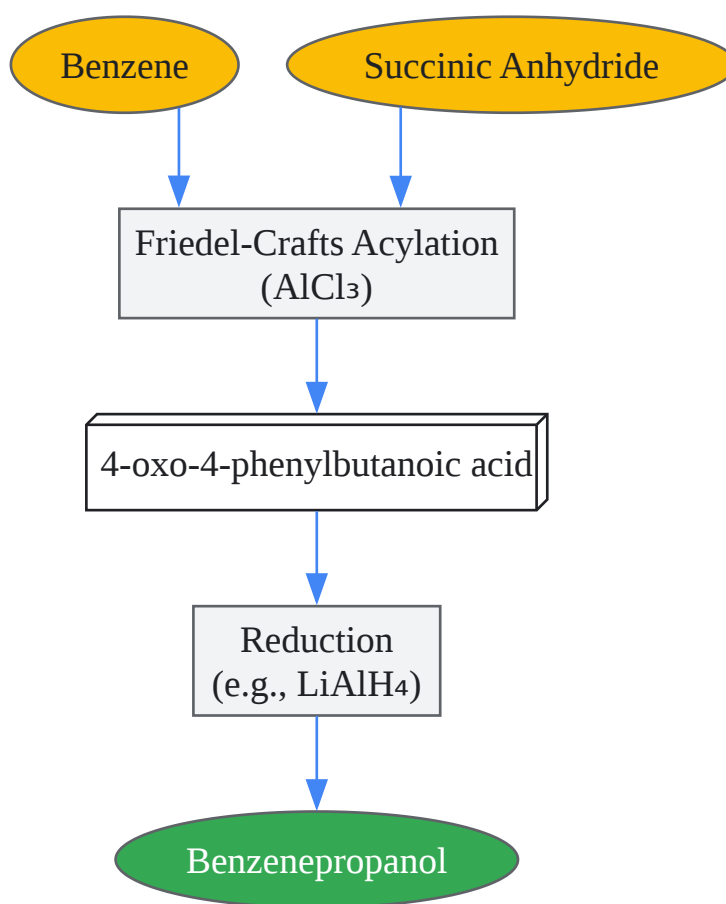 Benzene
Succinic Anhydride
Friedel-Crafts Acylation
(AlCl₃)
4-oxo-4-phenylbutanoic acid
Reduction
(e.g., LiAlH₄)
Benzenepropanol